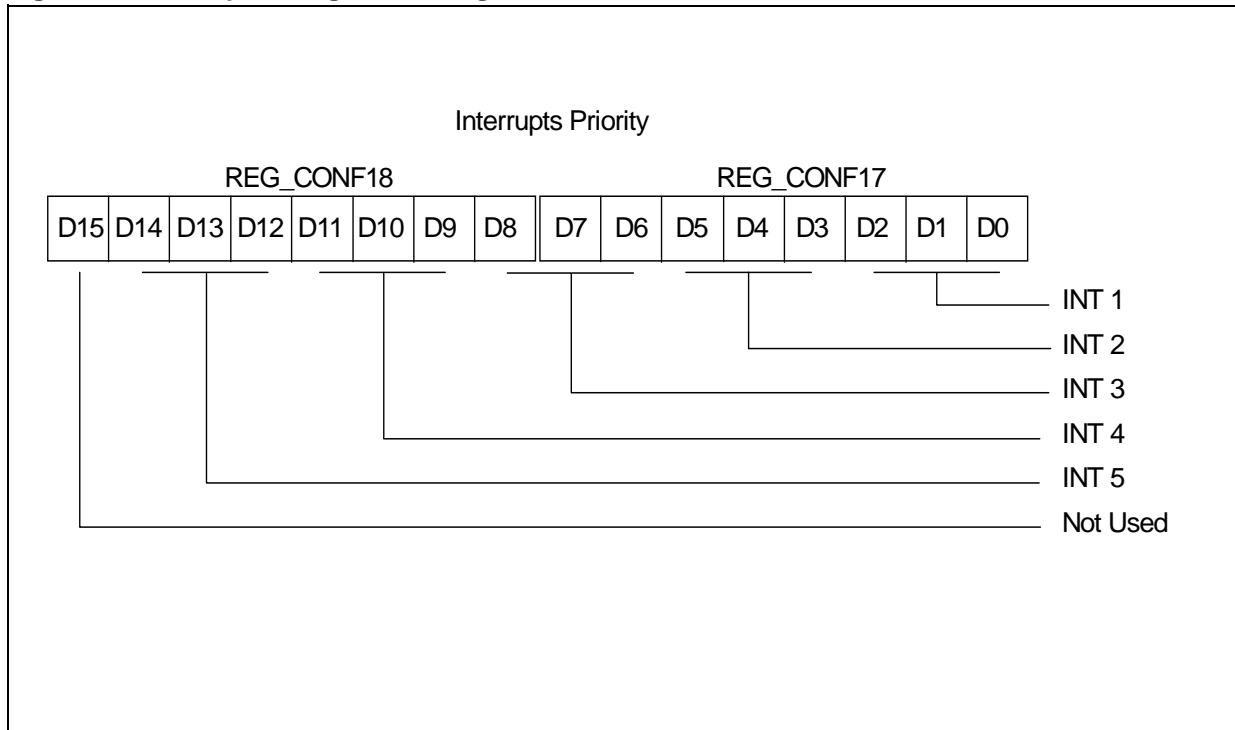 Interrupts Priority
REG_CONF18 REG_CONF17
D15 D14 D13 D12 D11 D10 D9 D8 D7 D6 D5 D4 D3 D2 D1 D0
INT 1
INT 2
INT 3
INT 4
INT 5
Not Used